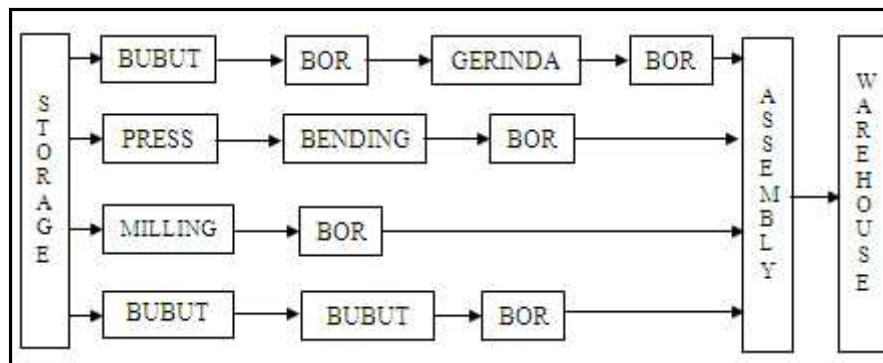 STORAGE
BUBUT BOR GERINDA BOR
PRESS BENDING BOR
MILLING BOR
BUBUT BUBUT BOR
ASSEMBLY
WAREHOUSE